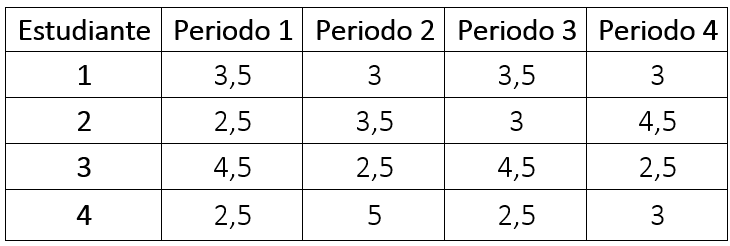 Estudiante Periodo 1 Periodo 2 Periodo 3 Periodo 4
1 3,5 3 3,5 3
2 2,5 3,5 3 4,5
3 4,5 2,5 4,5 2,5
4 2,5 5 2,5 3